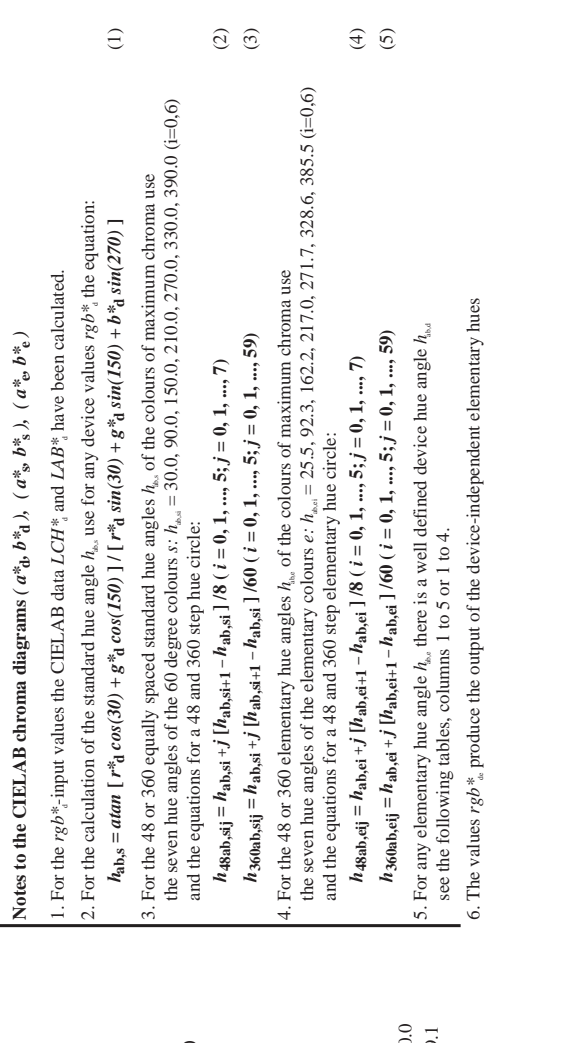 Notes to the CIELAB chroma diagrams ( a*d, b*d ), ( a*s, b*s ), ( a*e, b*e )
1. For the rgb*d-input values the CIELAB data LCH*d and LAB*d have been calculated.
2. For the calculation of the standard hue angle hab,s use for any device values rgb*d the equation:
hab,s = atan [ r*d cos(30) + g*d cos(150) ] / [ r*d sin(30) + g*d sin(150) + b*d sin(270) ] (1)
3. For the 48 or 360 equally spaced standard hue angles hab,s of the colours of maximum chroma use
the seven hue angles of the 60 degree colours s: hab,si = 30.0, 90.0, 150.0, 210.0, 270.0, 330.0, 390.0 (i=0,6)
and the equations for a 48 and 360 step hue circle:
h48ab,sij = hab,si +j [hab,si+1 – hab,si ] /8 ( i = 0, 1, ..., 5; j = 0, 1, ..., 7) (2)
h360ab,sij = hab,si +j [hab,si+1 – hab,si ] /60 ( i = 0, 1, ..., 5; j = 0, 1, ..., 59) (3)
4. For the 48 or 360 elementary hue angles hab,e of the colours of maximum chroma use
the seven hue angles of the elementary colours e: hab,ei = 25.5, 92.3, 162.2, 217.0, 271.7, 328.6, 385.5 (i=0,6)
and the equations for a 48 and 360 step elementary hue circle:
h48ab,eij = hab,ei +j [hab,ei+1 – hab,ei ] /8 ( i = 0, 1, ..., 5; j = 0, 1, ..., 7) (4)
h360ab,eij = hab,ei +j [hab,ei+1 – hab,ei ] /60 ( i = 0, 1, ..., 5; j = 0, 1, ..., 59) (5)
5. For any elementary hue angle hab,e there is a well defined device hue angle hab,d
see the following tables, columns 1 to 5 or 1 to 4.
6. The values rgb*de produce the output of the device-independent elementary hues